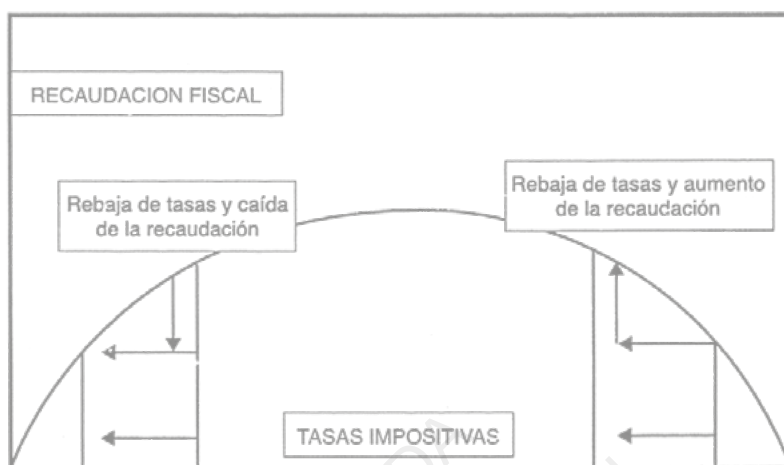 RECAUDACION FISCAL
Rebaja de tasas y caída
de la recaudación
Rebaja de tasas y aumento
de la recaudación
TASAS IMPOSITIVAS